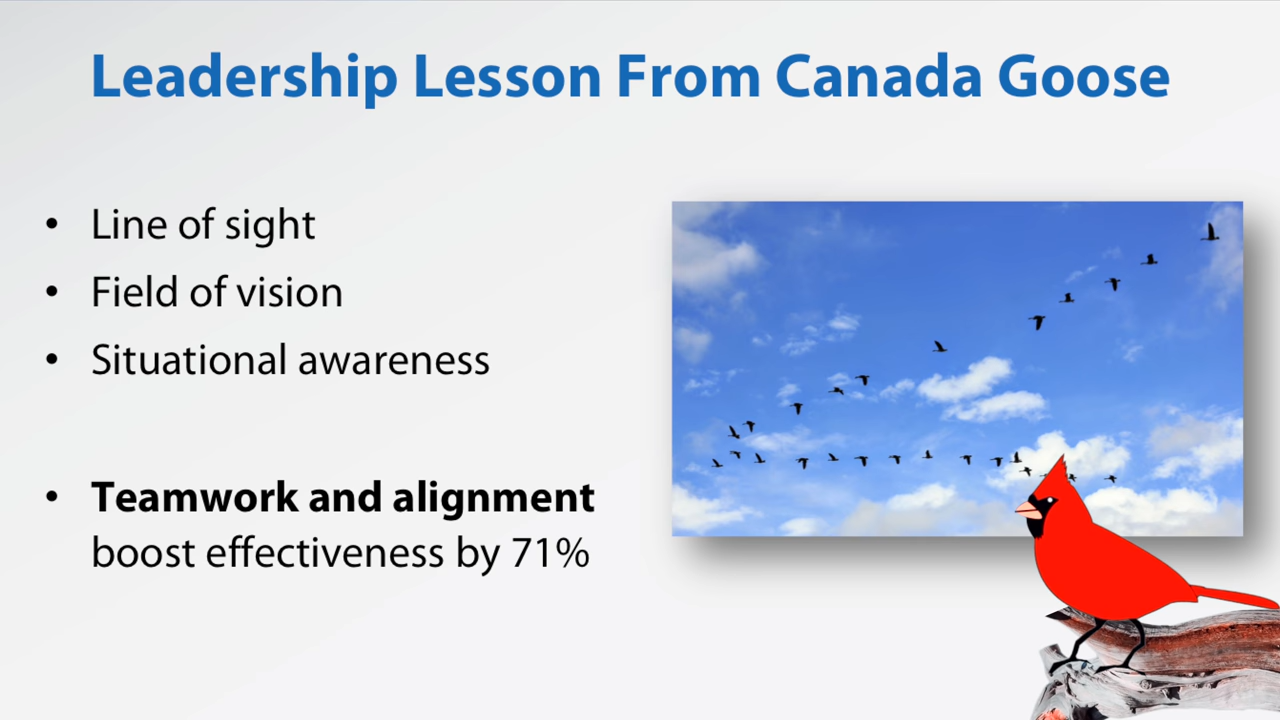 Leadership Lesson From Canada Goose
• Line of sight
• Field of vision
• Situational awareness
• Teamwork and alignment
boost effectiveness by 71%